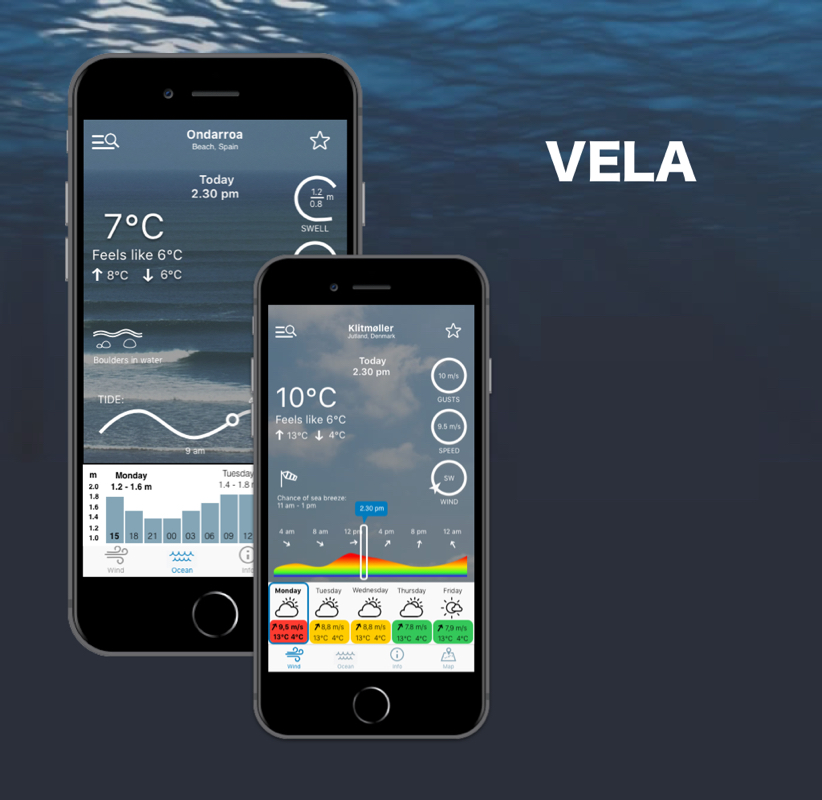 VELA
Ondarroa
Beach, Spain
Today
2.30 pm
1.2
0.8
m
SWELL
7°C
Feels like 6°C
8°C 6°C
Boulders in water
TIDE:
9 am
m
Monday
1.2 - 1.6 m
Tuesday
1.4 - 1.8
2.0
1.8
1.6
1.4
1.2
1.0
15 18 21 00 03 06 09 12
Wind
Ocean
Klitmøller
Jutland, Denmark
Today
2.30 pm
10°C
Feels like 6°C
13°C 4°C
10 m/s
GUSTS
9.5 m/s
SPEED
SW
WIND
Chance of sea breeze:
11 am - 1 pm
2.30 pm
4 am 8 am 12 pm 4 pm 8 pm 12 am
Monday Tuesday Wednesday Thursday Friday
9,5 m/s 8,8 m/s 8,8 m/s 7.8 m/s 7,9 m/s
13°C 4°C 13°C 4°C 13°C 4°C 13°C 4°C 13°C 4°C
Wind Ocean Info Map